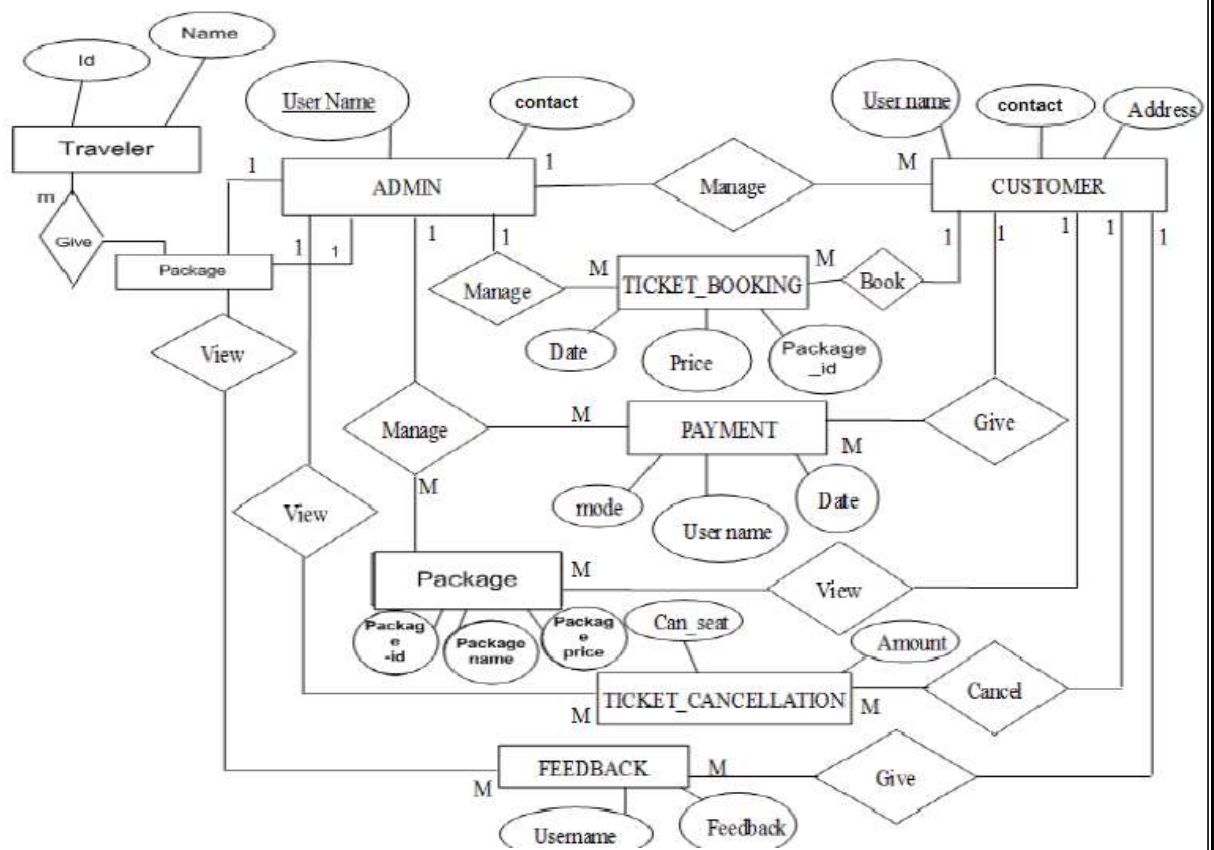 Name
Id
User Name
contact
User name
contact
Address
Traveler
1
ADMIN
1
Manage
M
CUSTOMER
m
Give
Package
1
1
1
1
1
1
1
1
1
View
Manage
M
TICKET_BOOKING
M
Book
Date
Price
Package
_id
Manage
M
PAYMENT
M
Give
M
mode
User name
Date
View
Package
M
View
Packag
e
-id
Package
name
Packag
e
price
Can_seat
Amount
M
TICKET_CANCELLATION
M
Cancel
M
FEEDBACK
M
Give
Username
Feedback